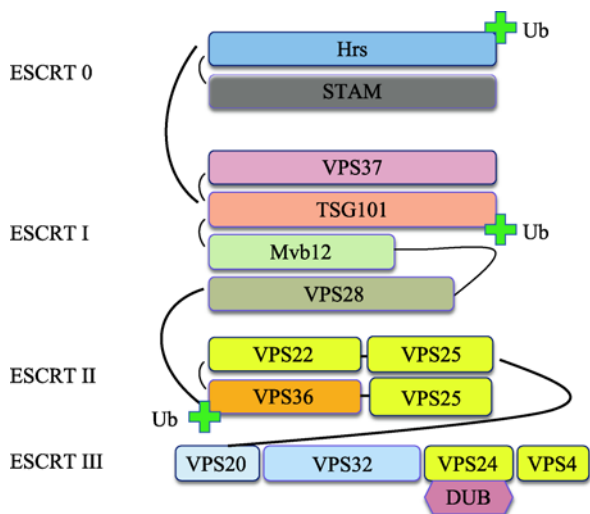 Hrs
Ub
ESCRT 0
STAM
VPS37
TSG101
ESCRT I
Ub
Mvb12
VPS28
VPS22 VPS25
ESCRT II
VPS36 VPS25
Ub
ESCRT III
VPS20 VPS32 VPS24 VPS4
DUB